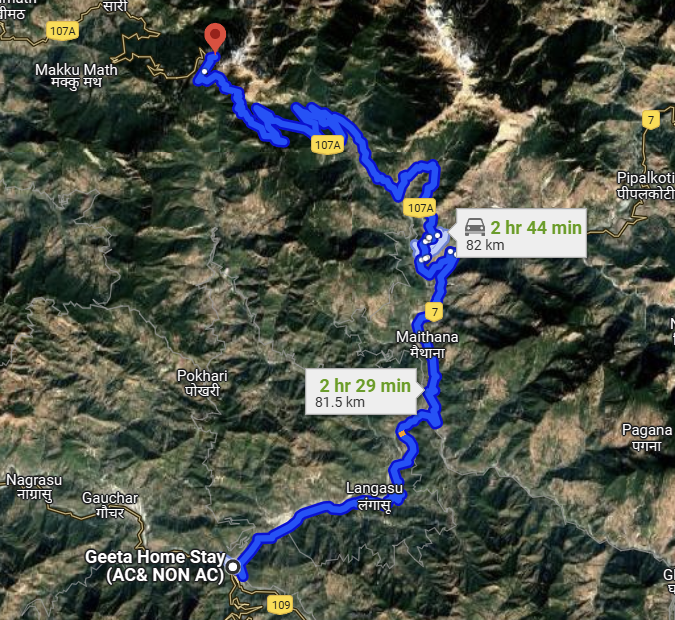 सारी
107A
Makku Math
मक्कु मठ
107A
7
Pipalkoti
पीपलकोटी
107A
2 hr 44 min
82 km
7
Maithana
मैथाना
2 hr 29 min
81.5 km
Pokhari
पोखरी
Pagana
पगना
Nagrasu
नाग्रासु
Gauchar
गौचर
Langasu
लंगासू
Geeta Home Stay
(AC& NON AC)
109